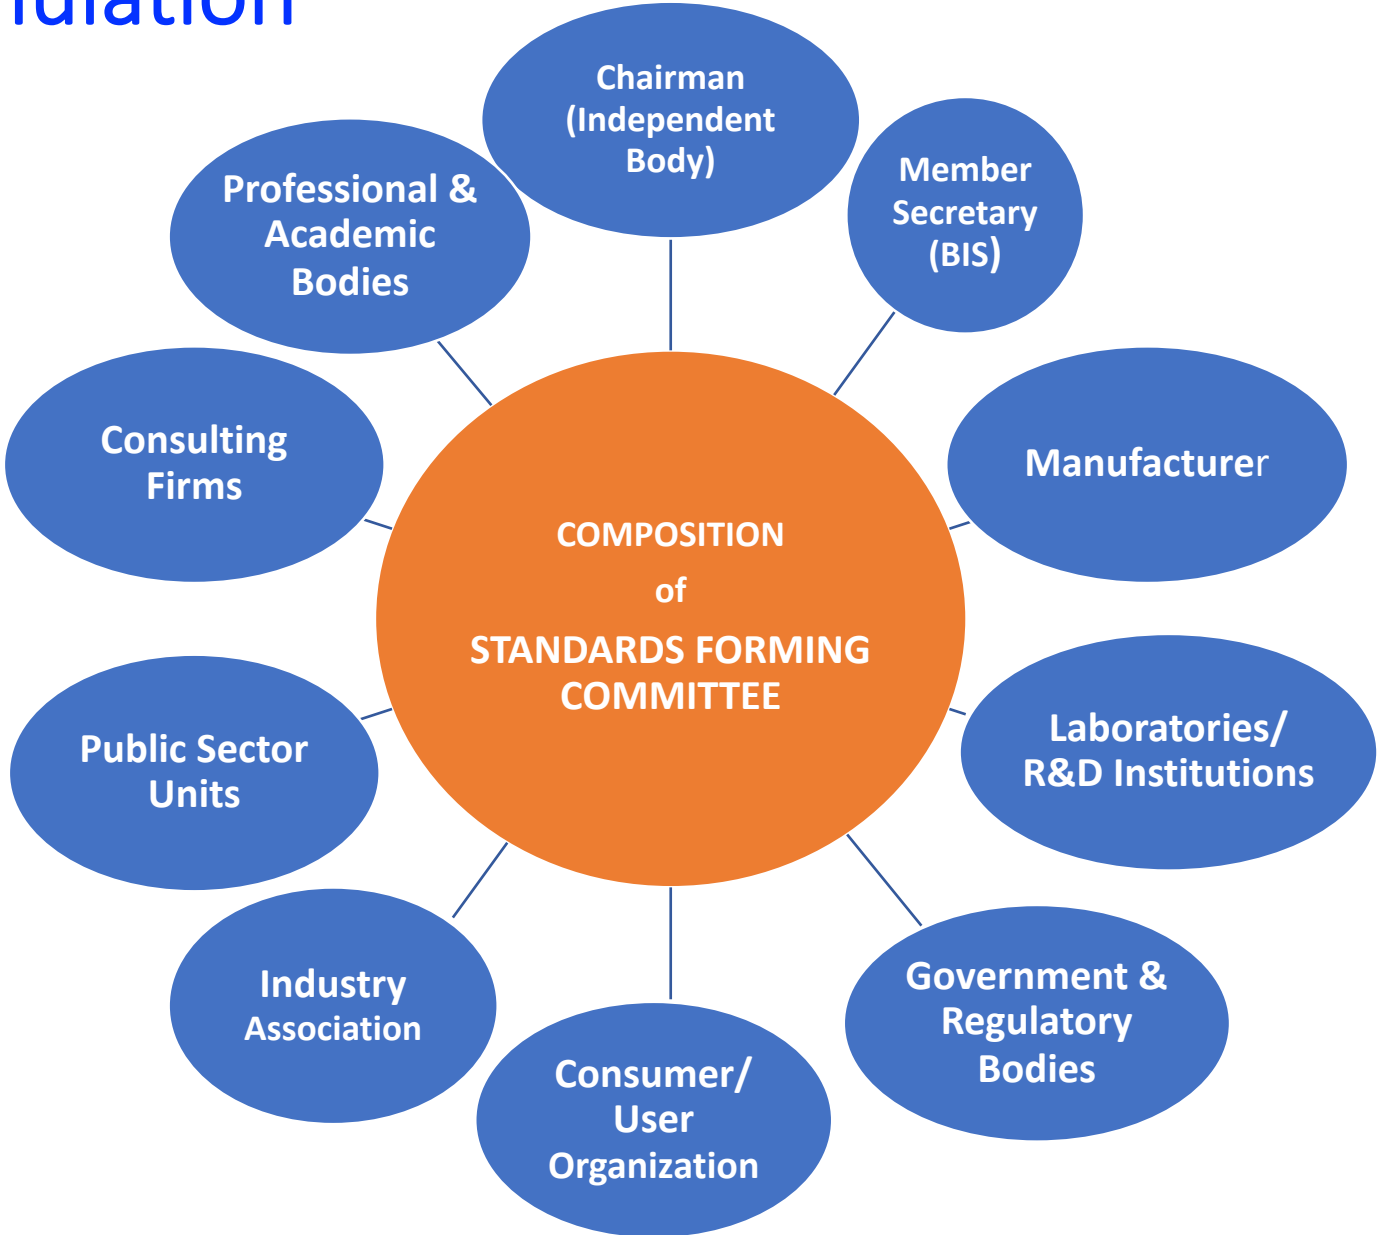 Chairman
(Independent
Body)
Member
Secretary
(BIS)
Manufacturer
Laboratories/
R&D Institutions
Government &
Regulatory
Bodies
Consumer/
User
Organization
Industry
Association
Public Sector
Units
Consulting
Firms
Professional &
Academic
Bodies
COMPOSITION
of
STANDARDS FORMING
COMMITTEE